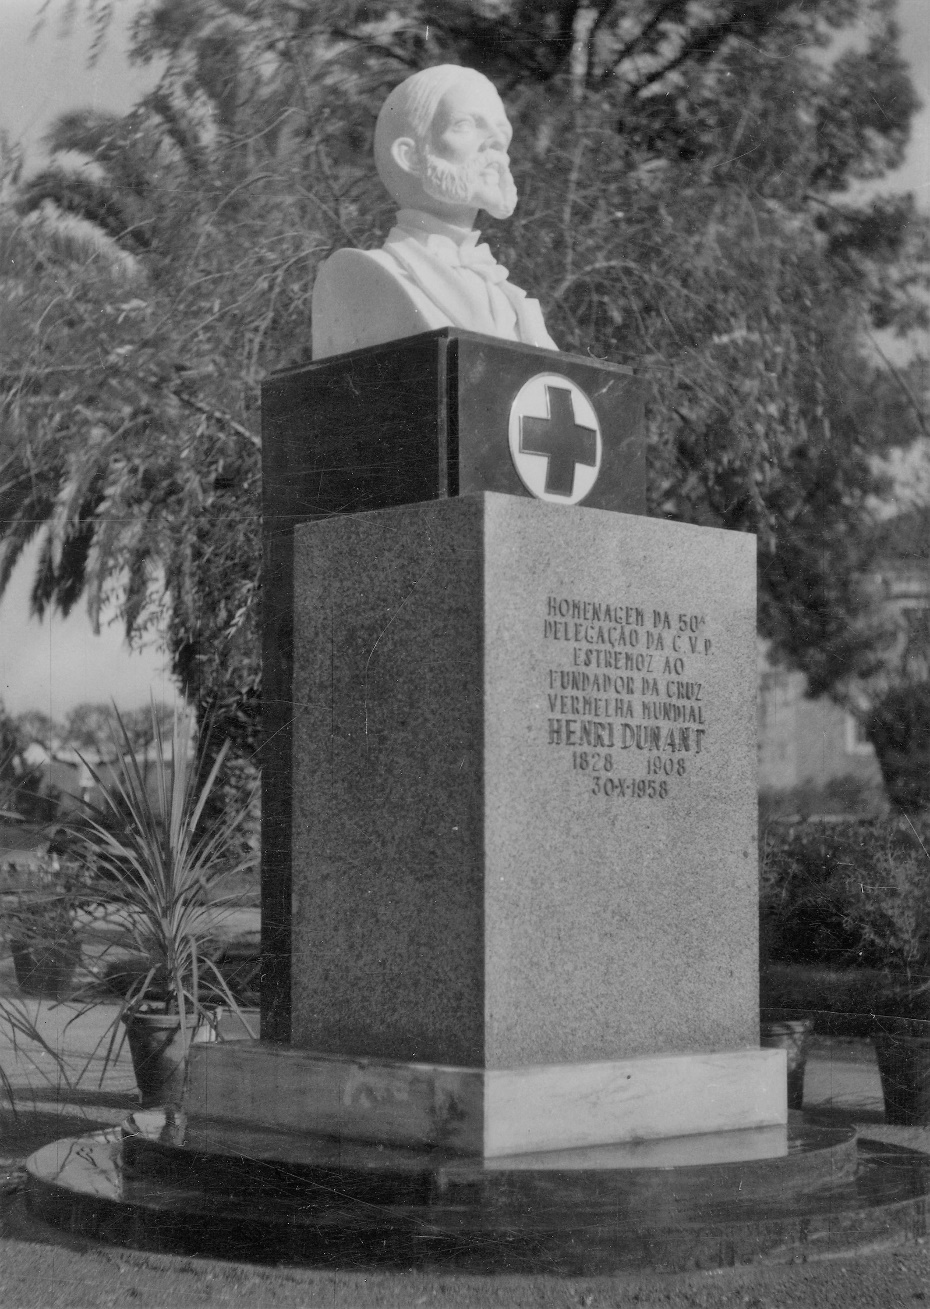 HOMENAGEM DA 50ª
DELEGAÇÃO DA C.V.P.
ESTREMOZ AO
FUNDADOR DA CRUZ
VERMELHA MUNDIAL
HENRI DUNANT
1828 1908
30-X-1958